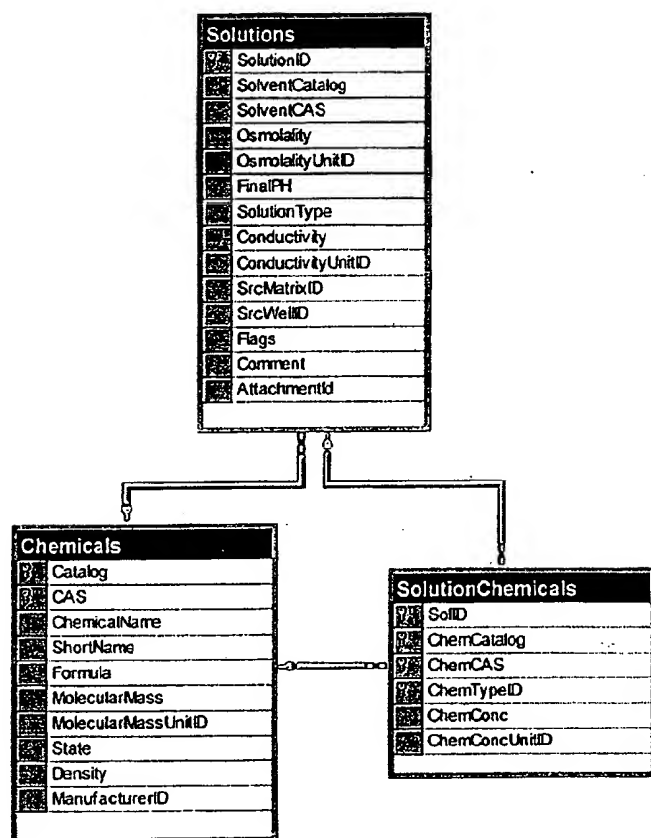 Solutions
SolutionID
SolventCatalog
SolventCAS
Osmolality
OsmolalityUnitID
FinalPH
SolutionType
Conductivity
ConductivityUnitID
SrcMatrixID
SrcWellID
Flags
Comment
AttachmentId
Chemicals
Catalog
CAS
ChemicalName
ShortName
Formula
MolecularMass
MolecularMassUnitID
State
Density
ManufacturerID
SolutionChemicals
SolID
ChemCatalog
ChemCAS
ChemTypeID
ChemConc
ChemConcUnitID